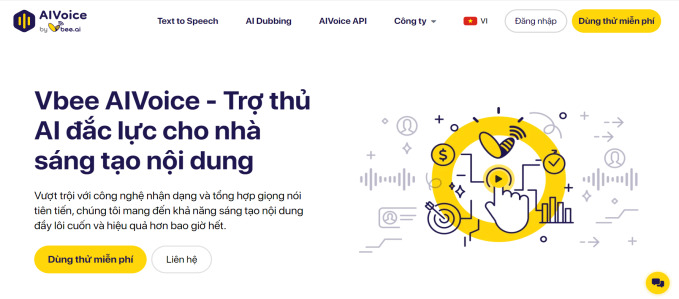 AIVoice
by Vbee.ai
Text to Speech
AI Dubbing
AIVoice API
Công ty
VI
Đăng nhập
Dùng thử miễn phí
Vbee AIVoice - Trợ thủ
AI đắc lực cho nhà
sáng tạo nội dung
Vượt trội với công nghệ nhận dạng và tổng hợp giọng nói
tiên tiến, chúng tôi mang đến khả năng sáng tạo nội dung
đầy lôi cuốn và hiệu quả hơn bao giờ hết.
Dùng thử miễn phí
Liên hệ
$